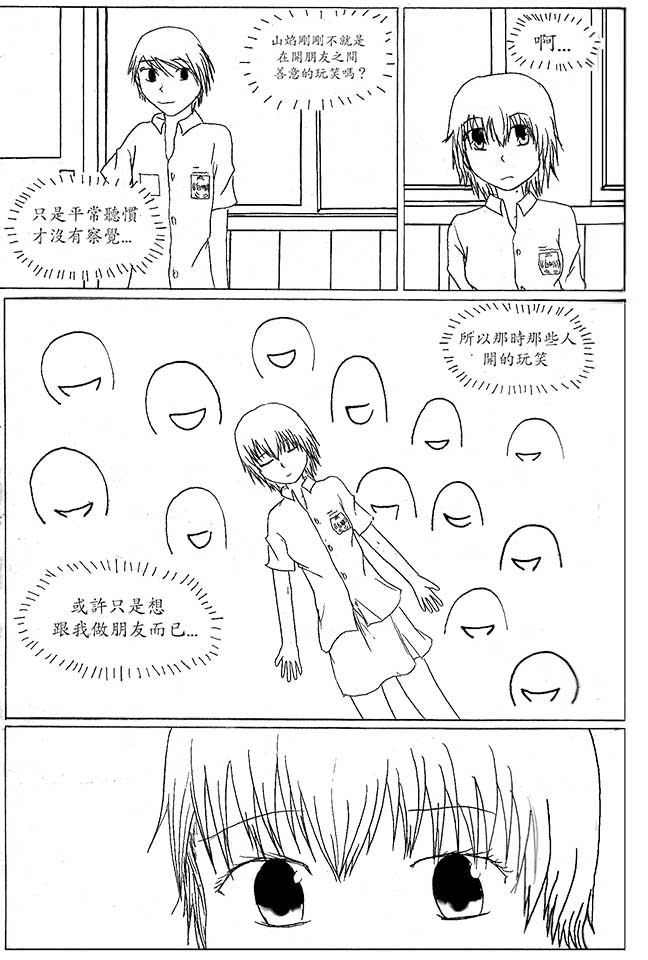 山焰剛剛不就是
在開朋友之間
善意的玩笑嗎？
只是平常聽慣
才沒有察覺...
啊...
所以那時那些人
開的玩笑
或許只是想
跟我做朋友而已...